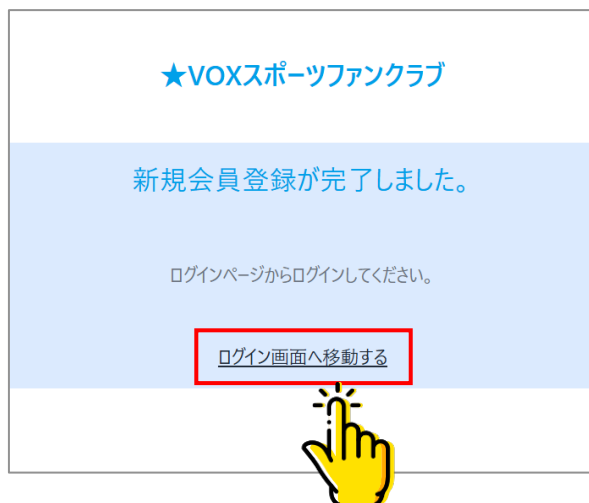 ★VOXスポーツファンクラブ
新規会員登録が完了しました。
ログインページからログインしてください。
ログイン画面へ移動する